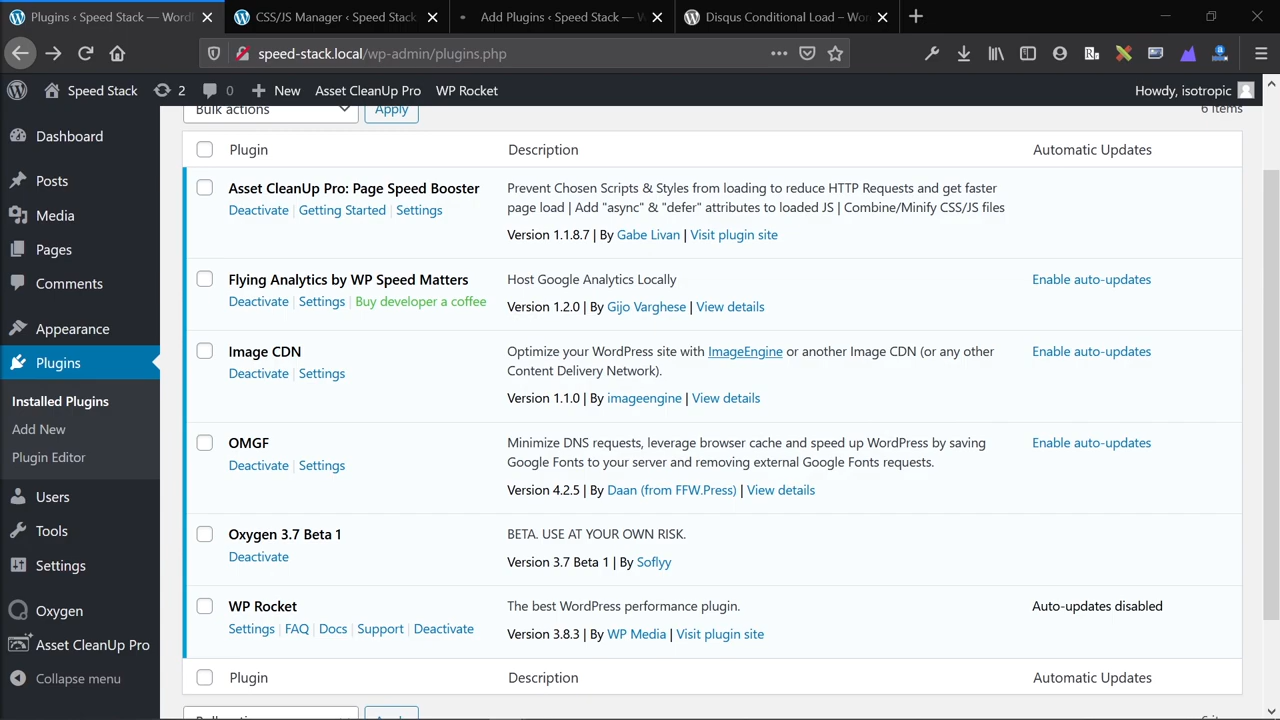 Plugins ‹ Speed Stack — WordP
CSS/JS Manager ‹ Speed Stack
Add Plugins ‹ Speed Stack — W
Disqus Conditional Load – Wor
speed-stack.local/wp-admin/plugins.php
Speed Stack
2
0
New
Asset CleanUp Pro
WP Rocket
Howdy, isotropic
Bulk actions
Apply
6 items
Dashboard
Posts
Media
Pages
Comments
Appearance
Plugins
Installed Plugins
Add New
Plugin Editor
Users
Tools
Settings
Oxygen
Asset CleanUp Pro
Collapse menu
Plugin
Description
Automatic Updates
Asset CleanUp Pro: Page Speed Booster
Deactivate | Getting Started | Settings
Prevent Chosen Scripts & Styles from loading to reduce HTTP Requests and get faster
page load | Add "async" & "defer" attributes to loaded JS | Combine/Minify CSS/JS files
Version 1.1.8.7 | By Gabe Livan | Visit plugin site
Flying Analytics by WP Speed Matters
Deactivate | Settings | Buy developer a coffee
Host Google Analytics Locally
Version 1.2.0 | By Gijo Varghese | View details
Enable auto-updates
Image CDN
Deactivate | Settings
Optimize your WordPress site with ImageEngine or another Image CDN (or any other
Content Delivery Network).
Version 1.1.0 | By imageengine | View details
Enable auto-updates
OMGF
Deactivate | Settings
Minimize DNS requests, leverage browser cache and speed up WordPress by saving
Google Fonts to your server and removing external Google Fonts requests.
Version 4.2.5 | By Daan (from FFW.Press) | View details
Enable auto-updates
Oxygen 3.7 Beta 1
Deactivate
BETA. USE AT YOUR OWN RISK.
Version 3.7 Beta 1 | By Soflyy
WP Rocket
Settings | FAQ | Docs | Support | Deactivate
The best WordPress performance plugin.
Version 3.8.3 | By WP Media | Visit plugin site
Auto-updates disabled
Plugin
Description
Automatic Updates